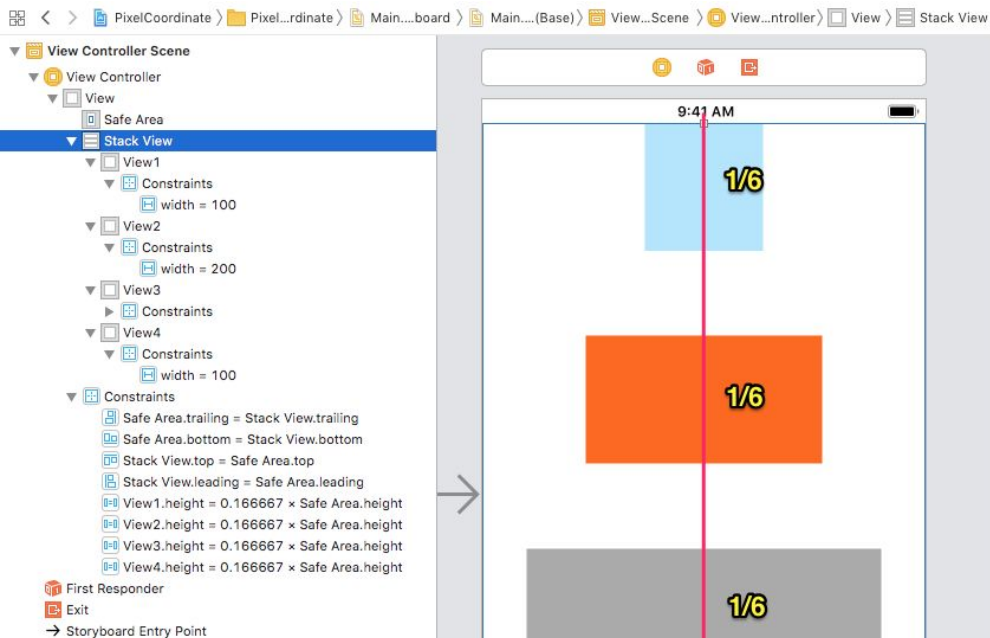 PixelCoordinate Pixel...rdinate Main....board Main....(Base) View...Scene View...ntroller View Stack View
View Controller Scene
View Controller
View
Safe Area
Stack View
View1
Constraints
width = 100
View2
Constraints
width = 200
View3
Constraints
View4
Constraints
width = 100
Constraints
Safe Area.trailing = Stack View.trailing
Safe Area.bottom = Stack View.bottom
Stack View.top = Safe Area.top
Stack View.leading = Safe Area.leading
View1.height = 0.166667 × Safe Area.height
View2.height = 0.166667 × Safe Area.height
View3.height = 0.166667 × Safe Area.height
View4.height = 0.166667 × Safe Area.height
First Responder
Exit
Storyboard Entry Point
9:41 AM
1/6
1/6
1/6